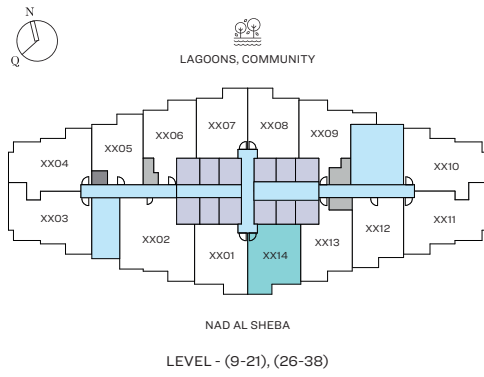 N
Q
LAGOONS, COMMUNITY
XX07 XX08
XX06 XX09
XX05
XX04 XX10
XX03 XX11
XX02 XX12
XX01 XX14 XX13
NAD AL SHEBA
LEVEL - (9-21), (26-38)